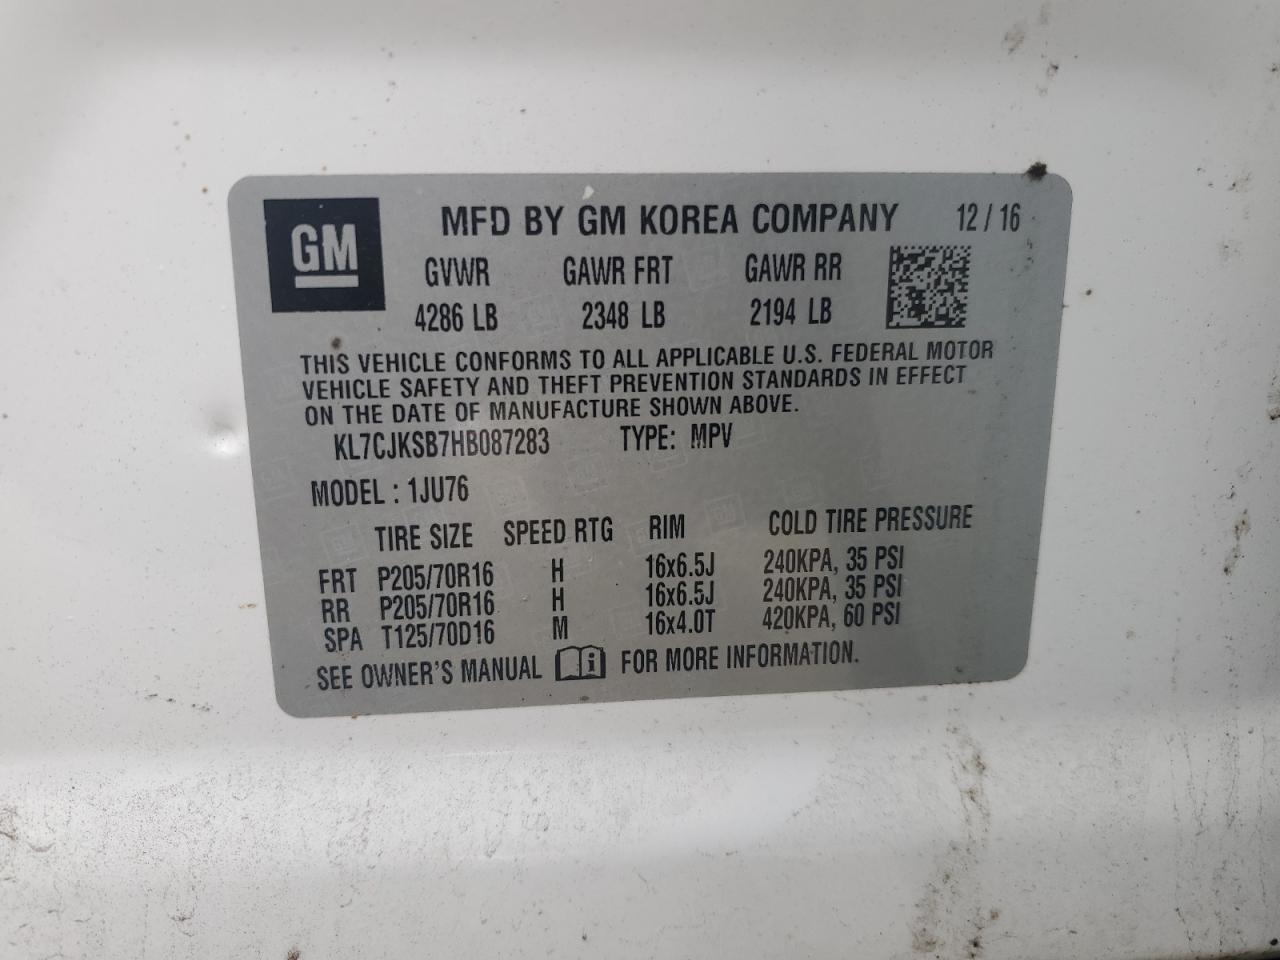 GM
MFD BY GM KOREA COMPANY 12 / 16
GVWR GAWR FRT GAWR RR
4286 LB 2348 LB 2194 LB
THIS VEHICLE CONFORMS TO ALL APPLICABLE U.S. FEDERAL MOTOR
VEHICLE SAFETY AND THEFT PREVENTION STANDARDS IN EFFECT
ON THE DATE OF MANUFACTURE SHOWN ABOVE.
KL7CJKSB7HB087283 TYPE: MPV
MODEL : 1JU76
TIRE SIZE SPEED RTG RIM COLD TIRE PRESSURE
FRT P205/70R16 H 16x6.5J 240KPA, 35 PSI
RR P205/70R16 H 16x6.5J 240KPA, 35 PSI
SPA T125/70D16 M 16x4.0T 420KPA, 60 PSI
SEE OWNER'S MANUAL i FOR MORE INFORMATION.